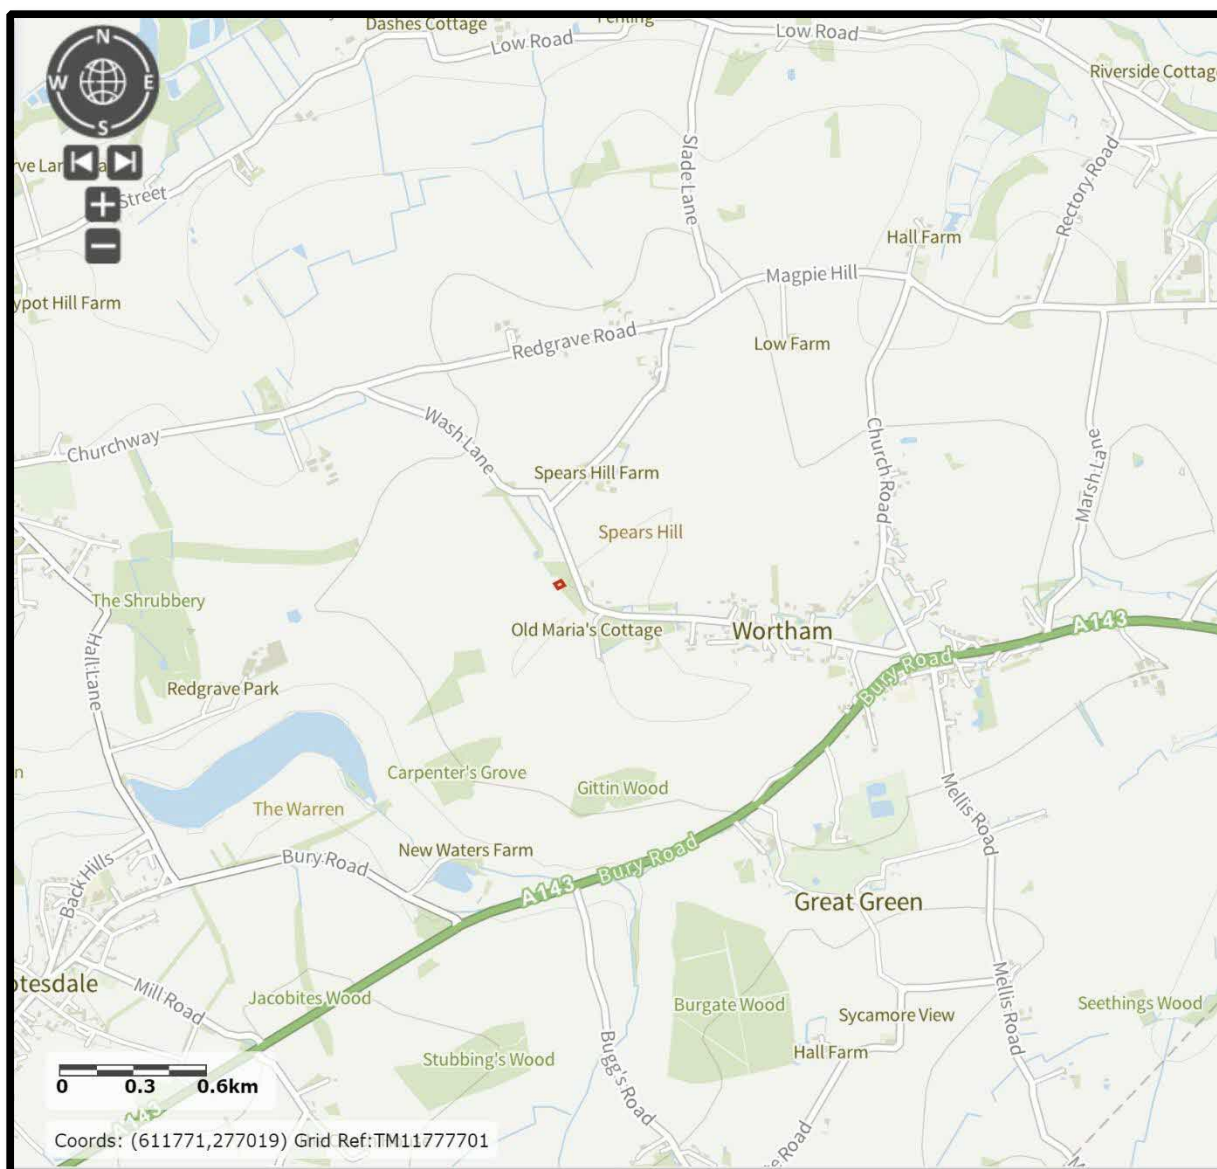 Dashes Cottage
Low Road
Low Road
N
W
E
S
Riverside Cottage
Street
Slade Lane
Rectory Road
Hall Farm
ypot Hill Farm
Magpie Hill
Redgrave Road
Low Farm
Churchway
Wash Lane
Church Road
Marsh Lane
Spears Hill Farm
Spears Hill
The Shrubbery
Old Maria's Cottage
Wortham
A143
Hall Lane
Bury Road
Redgrave Park
Carpenter's Grove
Gittin Wood
The Warren
Mellis Road
Bury Road
New Waters Farm
A143
Bury Road
Back Hills
Great Green
otesdale
Mill Road
Jacobites Wood
Burgate Wood
Mellis Road
Seethings Wood
Sycamore View
Stubbing's Wood
Bugg's Road
Hall Farm
0 0.3 0.6km
A143
Coords: (611771,277019) Grid Ref:TM11777701